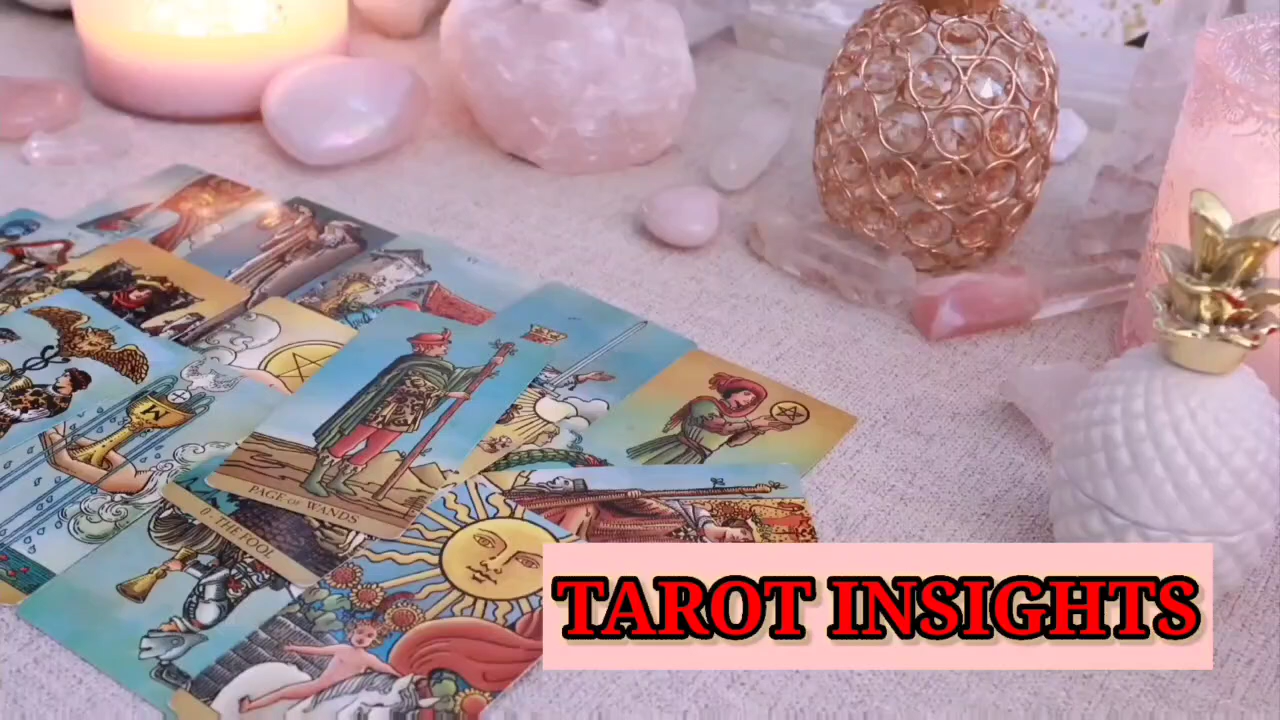 PAGE OF WANDS
0 · THE FOOL
TAROT INSIGHTS